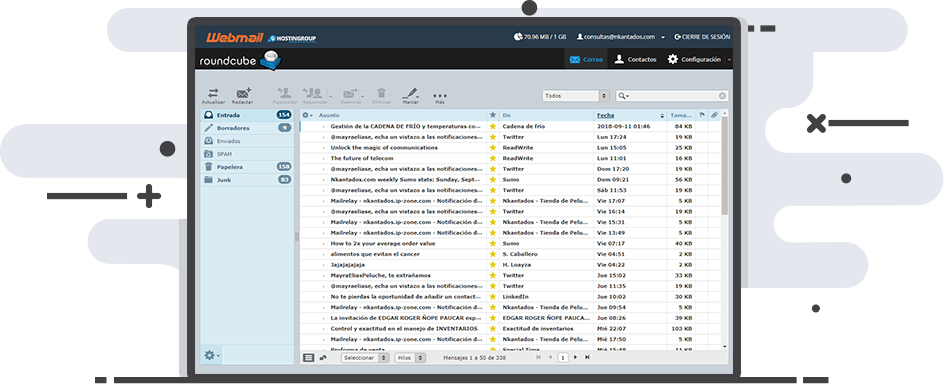 Webmail HOSTINGROUP 70.96 MB / 1 GB consultas@nkantados.com CIERRE DE SESIÓN
roundcube Correo Contactos Configuración
Actualizar Redactar Responder Responder... Reenviar Eliminar Marcar Más Todos
Entrada 154 Asunto De Fecha Tama...
Borradores 9 Gestión de la CADENA DE FRÍO y temperaturas co... Cadena de frío 2018-09-11 01:46 84 KB
Enviados @mayraeliase, echa un vistazo a las notificaciones... Twitter Lun 17:24 19 KB
Unlock the magic of communications ReadWrite Lun 15:05 25 KB
SPAM The future of telecom ReadWrite Lun 11:01 16 KB
Papelera 158 @mayraeliase, echa un vistazo a las notificaciones... Twitter Dom 17:20 19 KB
Junk 83 Nkantados.com weekly Sumo stats: Sunday, Sept... Sumo Dom 09:21 56 KB
@mayraeliase, echa un vistazo a las notificaciones... Twitter Sáb 11:53 19 KB
Mailrelay - nkantados.ip-zone.com - Notificación d... Nkantados - Tienda de Pelu... Vie 17:07 5 KB
@mayraeliase, echa un vistazo a las notificaciones... Twitter Vie 16:14 19 KB
Mailrelay - nkantados.ip-zone.com - Notificación d... Nkantados - Tienda de Pelu... Vie 15:31 5 KB
Mailrelay - nkantados.ip-zone.com - Notificación d... Nkantados - Tienda de Pelu... Vie 13:49 5 KB
How to 2x your average order value Sumo Vie 07:17 40 KB
alimentos que evitan el cancer S. Caballero Vie 04:51 2 KB
Jajajajajaja H. Loayza Vie 04:22 2 KB
MayraEliasPeluche, te extrañamos Twitter Jue 15:02 33 KB
@mayraeliase, echa un vistazo a las notificaciones... Twitter Jue 11:35 19 KB
No te pierdas la oportunidad de añadir un contact... LinkedIn Jue 10:02 30 KB
Mailrelay - nkantados.ip-zone.com - Notificación d... Nkantados - Tienda de Pelu... Jue 09:54 5 KB
La invitación de EDGAR ROGER ÑOPE PAUCAR esp... EDGAR ROGER ÑOPE PAUCA... Jue 08:26 39 KB
Control y exactitud en el manejo de INVENTARIOS Exactitud de inventarios Mié 22:07 103 KB
Mailrelay - nkantados.ip-zone.com - Notificación d... Nkantados - Tienda de Pelu... Mié 17:50 5 KB
Proforma de venta Special Time Mié 15:48 11 KB
Seleccionar Hilos Mensajes 1 a 50 de 338 1